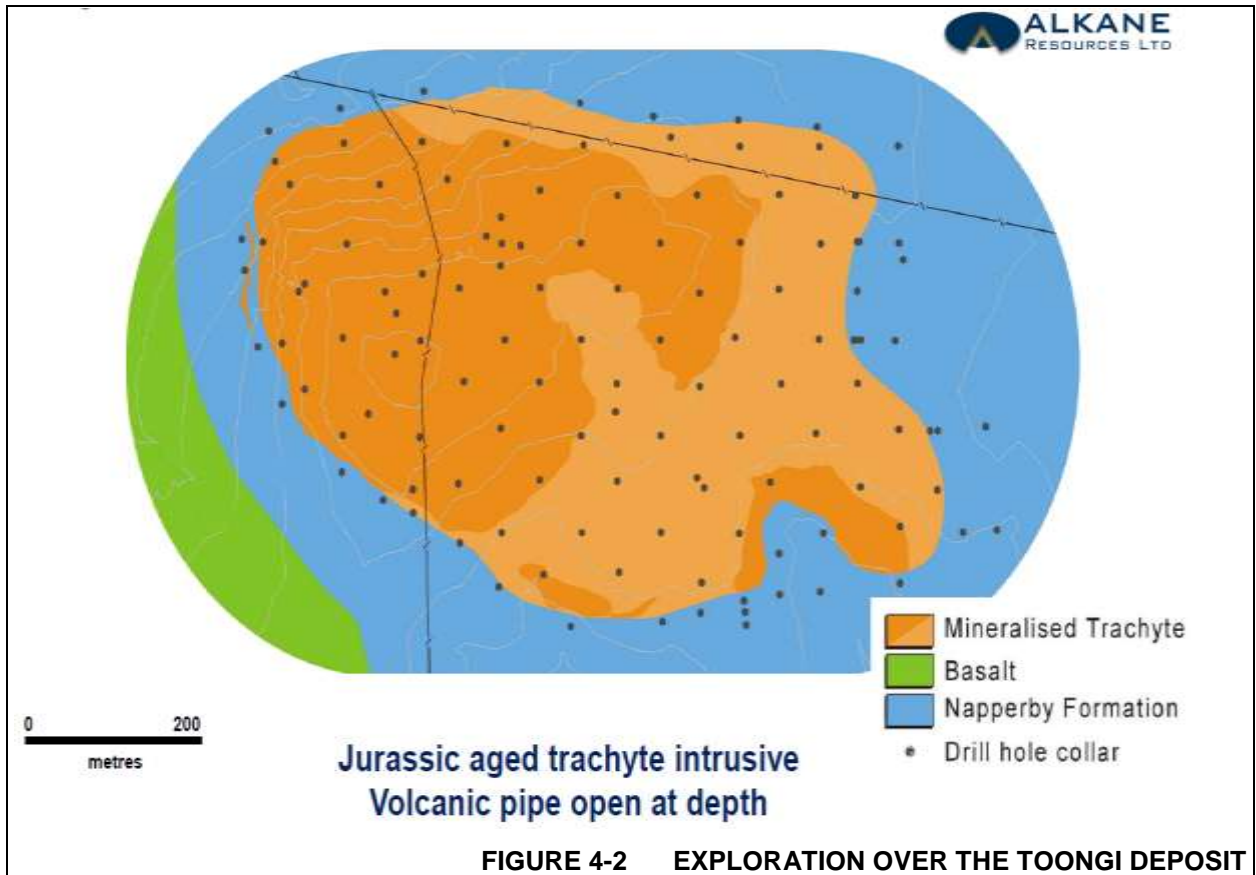 ALKANE
RESOURCES LTD
Mineralised Trachyte
Basalt
Napperby Formation
Drill hole collar
0 200
metres
Jurassic aged trachyte intrusive
Volcanic pipe open at depth
FIGURE 4-2 EXPLORATION OVER THE TOONGI DEPOSIT